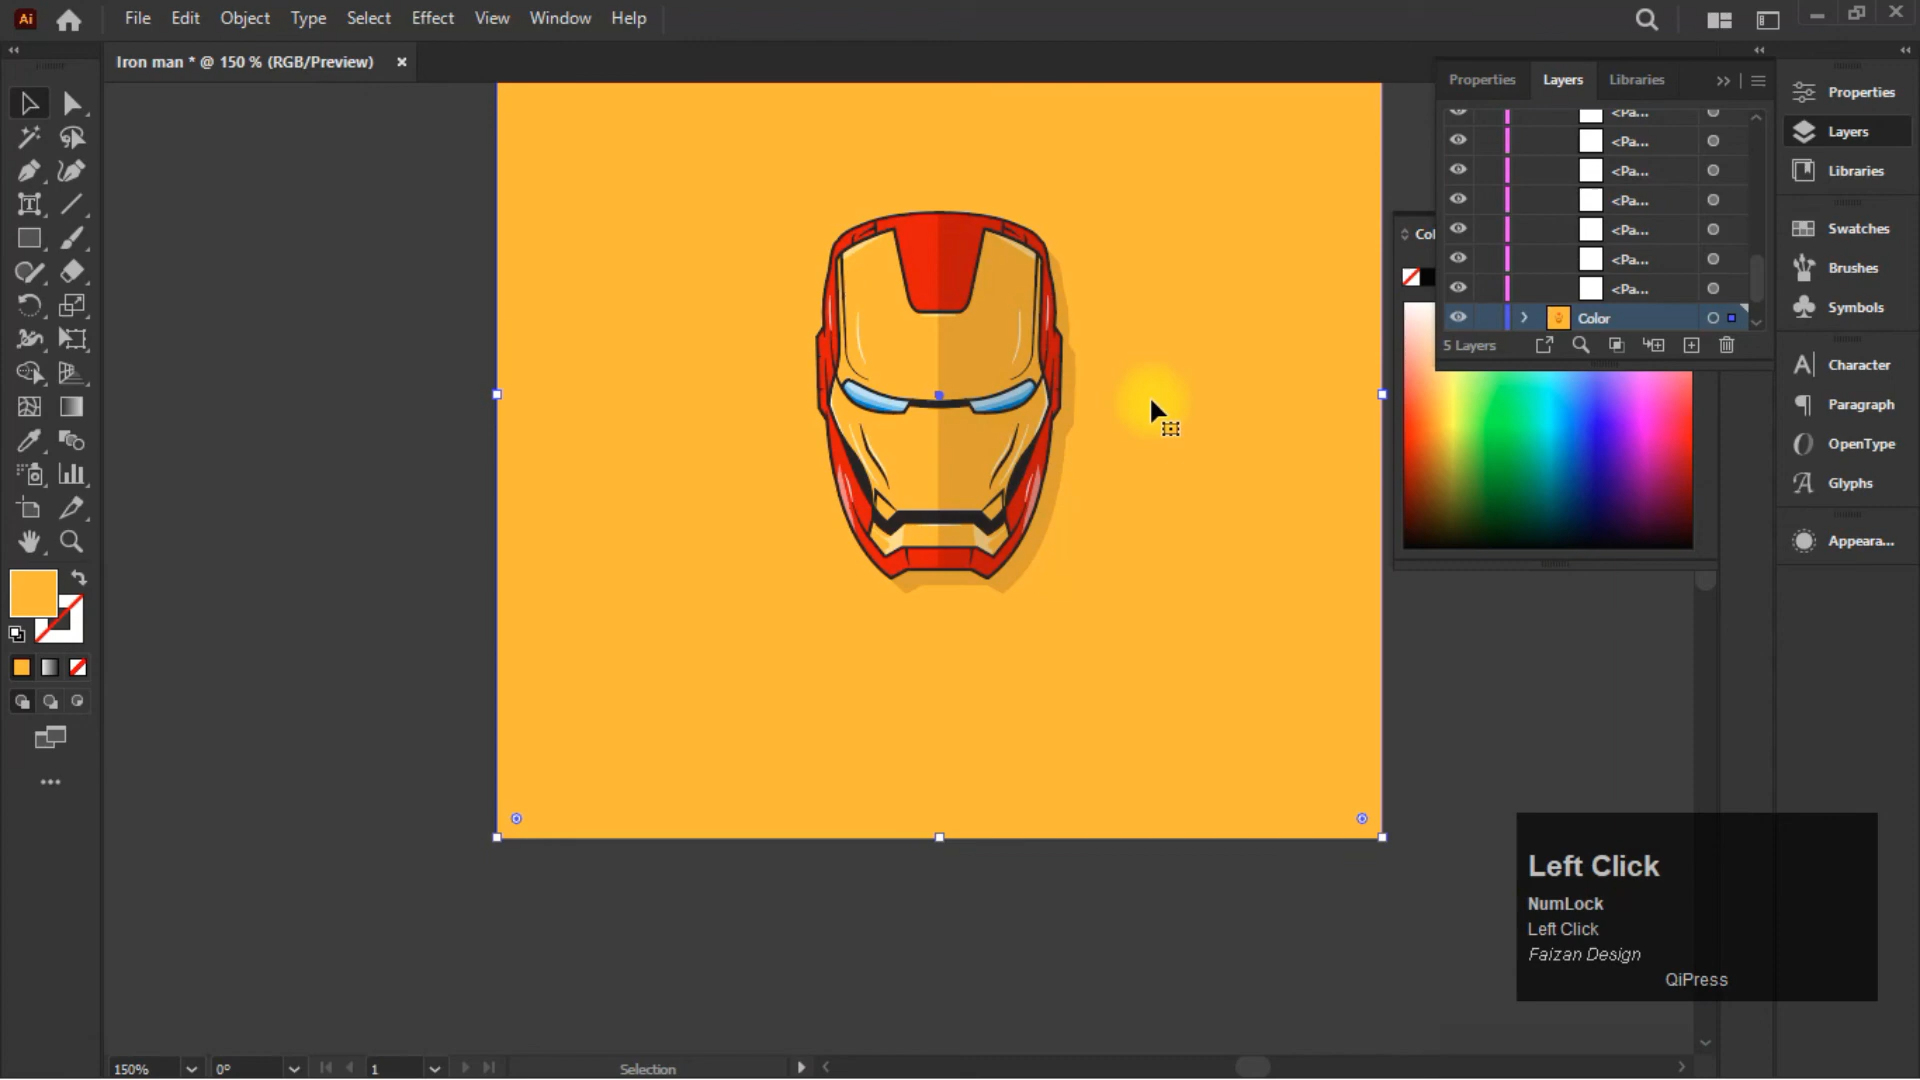 Ai File Edit Object Type Select Effect View Window Help
Iron man * @ 150 % (RGB/Preview) ×
Properties Layers Libraries
<Pa...
<Pa...
<Pa...
<Pa...
<Pa...
<Pa...
<Pa...
Color
5 Layers
Col
Properties
Layers
Libraries
Swatches
Brushes
Symbols
Character
Paragraph
OpenType
Glyphs
Appeara...
Left Click
NumLock
Left Click
Faizan Design
QiPress
150% 0° 1 Selection